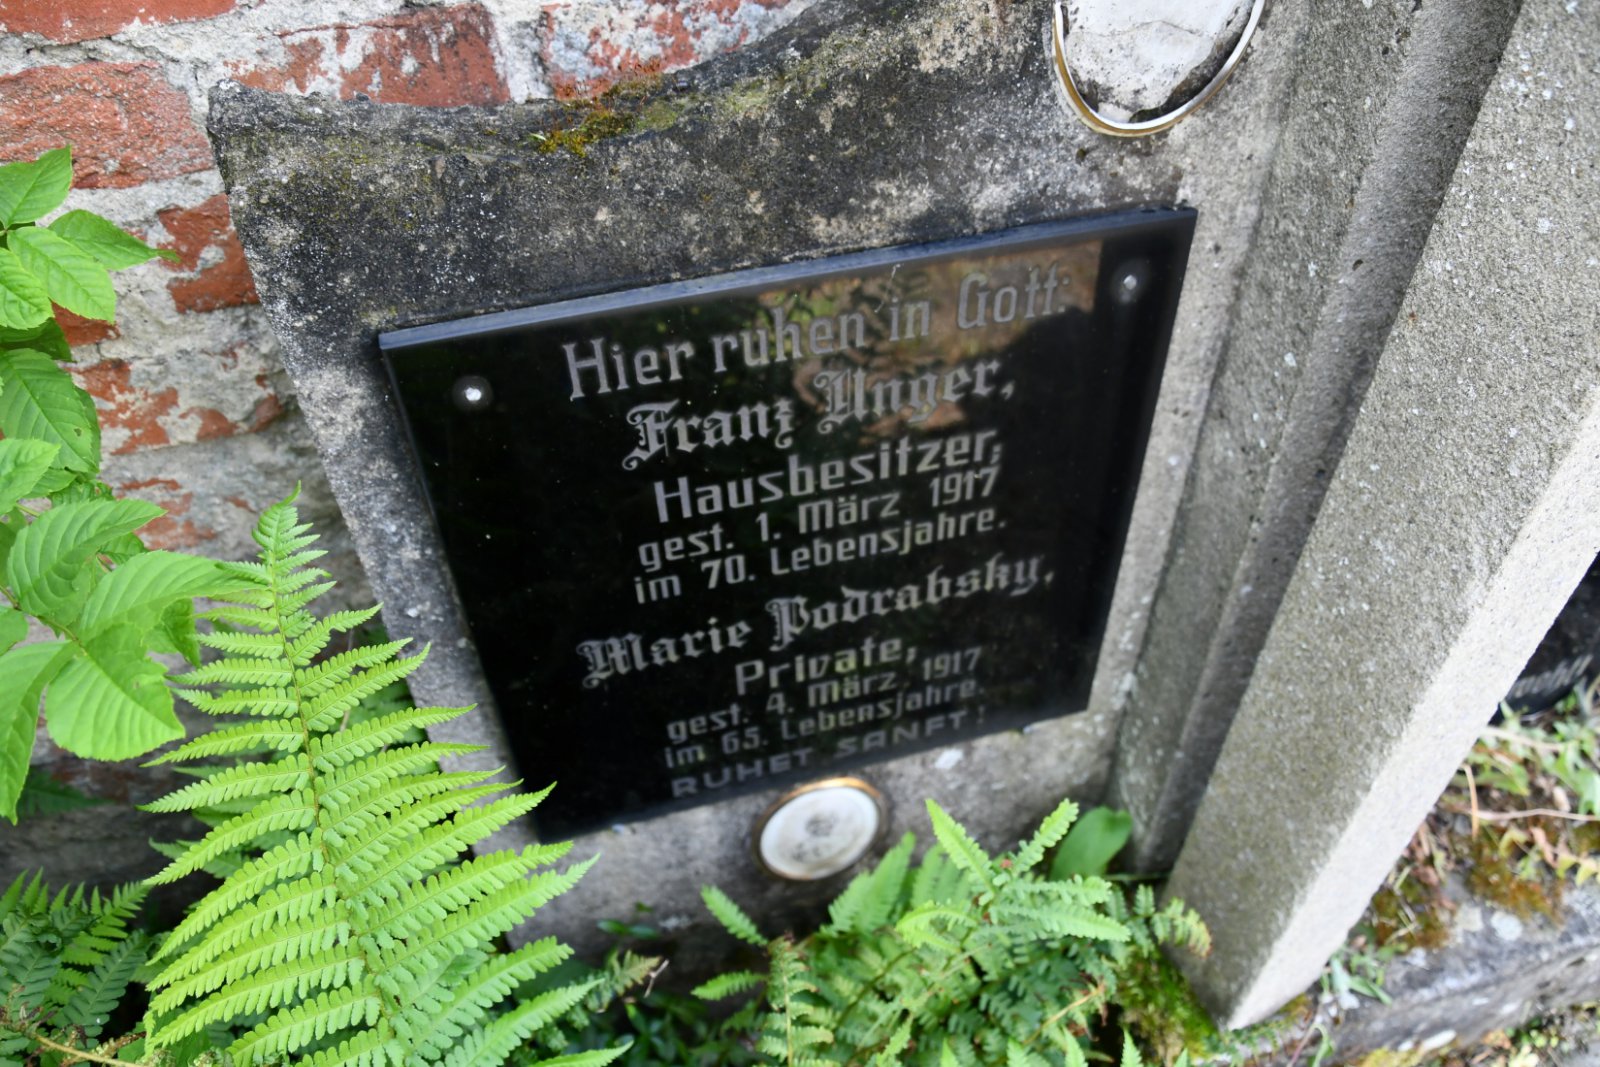 Hier ruhen in Gott:
Franz Unger,
Hausbesitzer,
gest. 1. März 1917
im 70. Lebensjahre.
Marie Podrabsky,
Private,
gest. 4. März 1917
im 65. Lebensjahre.
RUHET SANFT!